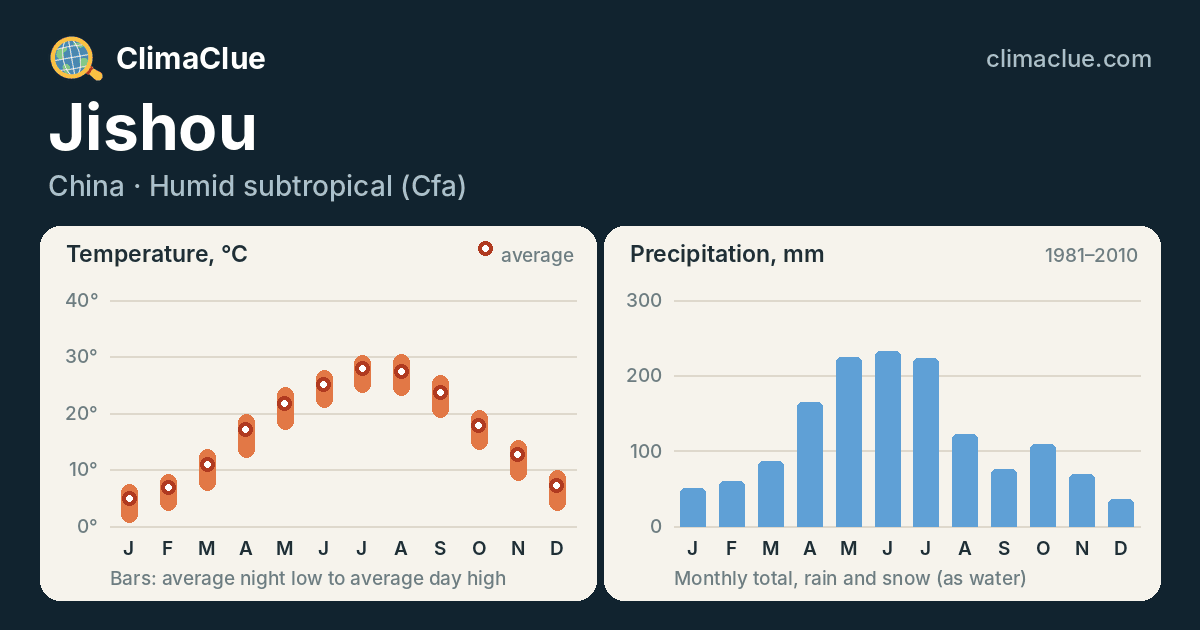 ClimaClue
climaclue.com
Jishou
China · Humid subtropical (Cfa)
Temperature, °C
average
40°
30°
20°
10°
0°
J F M A M J J A S O N D
Bars: average night low to average day high
Precipitation, mm
1981–2010
300
200
100
0
J F M A M J J A S O N D
Monthly total, rain and snow (as water)